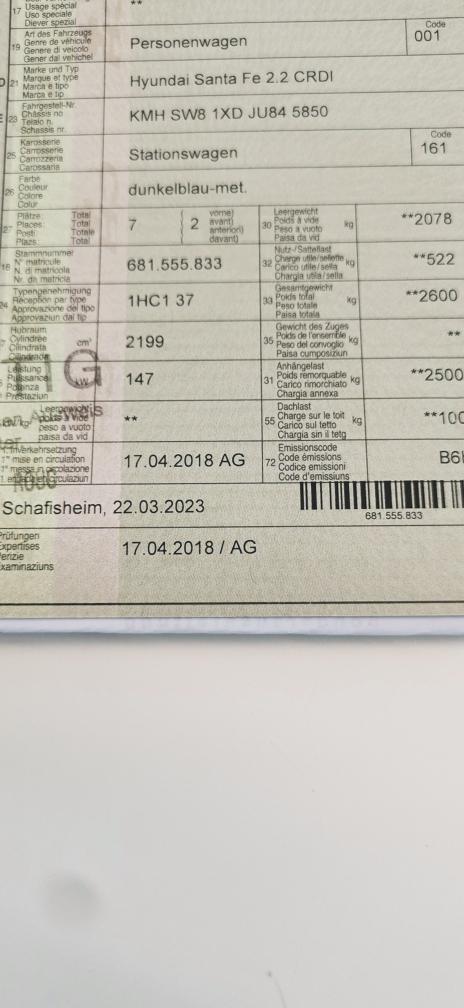 17 Usage spécial **
Uso speciale
Diever spezial
Art des Fahrzeugs
19 Genre de véhicule Personenwagen Code 001
Genere di veicolo
Gener dal vehichel
Marke und Typ
21 Marque et type Hyundai Santa Fe 2.2 CRDI
Marca e tipo
Marca e tip
Fahrgestell-Nr.
23 Châssis no KMH SW8 1XD JU84 5850
Telaio n.
Schassis nr.
Karosserie
25 Carrosserie Stationswagen Code 161
Carrozzeria
Carossaria
Farbe
26 Couleur dunkelblau-met.
Colore
Colur
Plätze: Total vorne) Leergewicht
27 Places: Total 7 ( 2 avant) 30 Poids à vide kg **2078
Posti: Totale anteriori) Peso a vuoto
Plazs: Total davant) Paisa da vid
Stammnummer Nutz-/Sattellast
18 N° matricule 681.555.833 32 Charge utile/sellette kg **522
N. di matricola Carico utile/sella
Nr. da matricla Chargia utila/sella
Typengenehmigung Gesamtgewicht
24 Réception par type 1HC1 37 33 Poids total kg **2600
Approvazione del tipo Peso totale
Approvaziun dal tip Paisa totala
Hubraum Gewicht des Zuges
Cylindrée cm³ 2199 35 Poids de l'ensemble kg **
Cilindrata Peso del convoglio
Cilindrada Paisa cumposiziun
Leistung Anhängelast
Puissance kW 147 31 Poids remorquable kg **2500
Potenza Carico rimorchiato
Prestaziun Chargia annexa
Leergewicht Dachlast
poids à vide ** 55 Charge sur le toit kg **100
peso a vuoto Carico sul tetto
paisa da vid Chargia sin il tetg
1. Inverkehrsetzung Emissionscode
1re mise en circulation 17.04.2018 AG 72 Code émissions B6
1a messa in circolazione Codice emissioni
Code d'emissiuns
Schafisheim, 22.03.2023
681.555.833
Prüfungen
Expertises 17.04.2018 / AG
Perizie
Examinaziuns